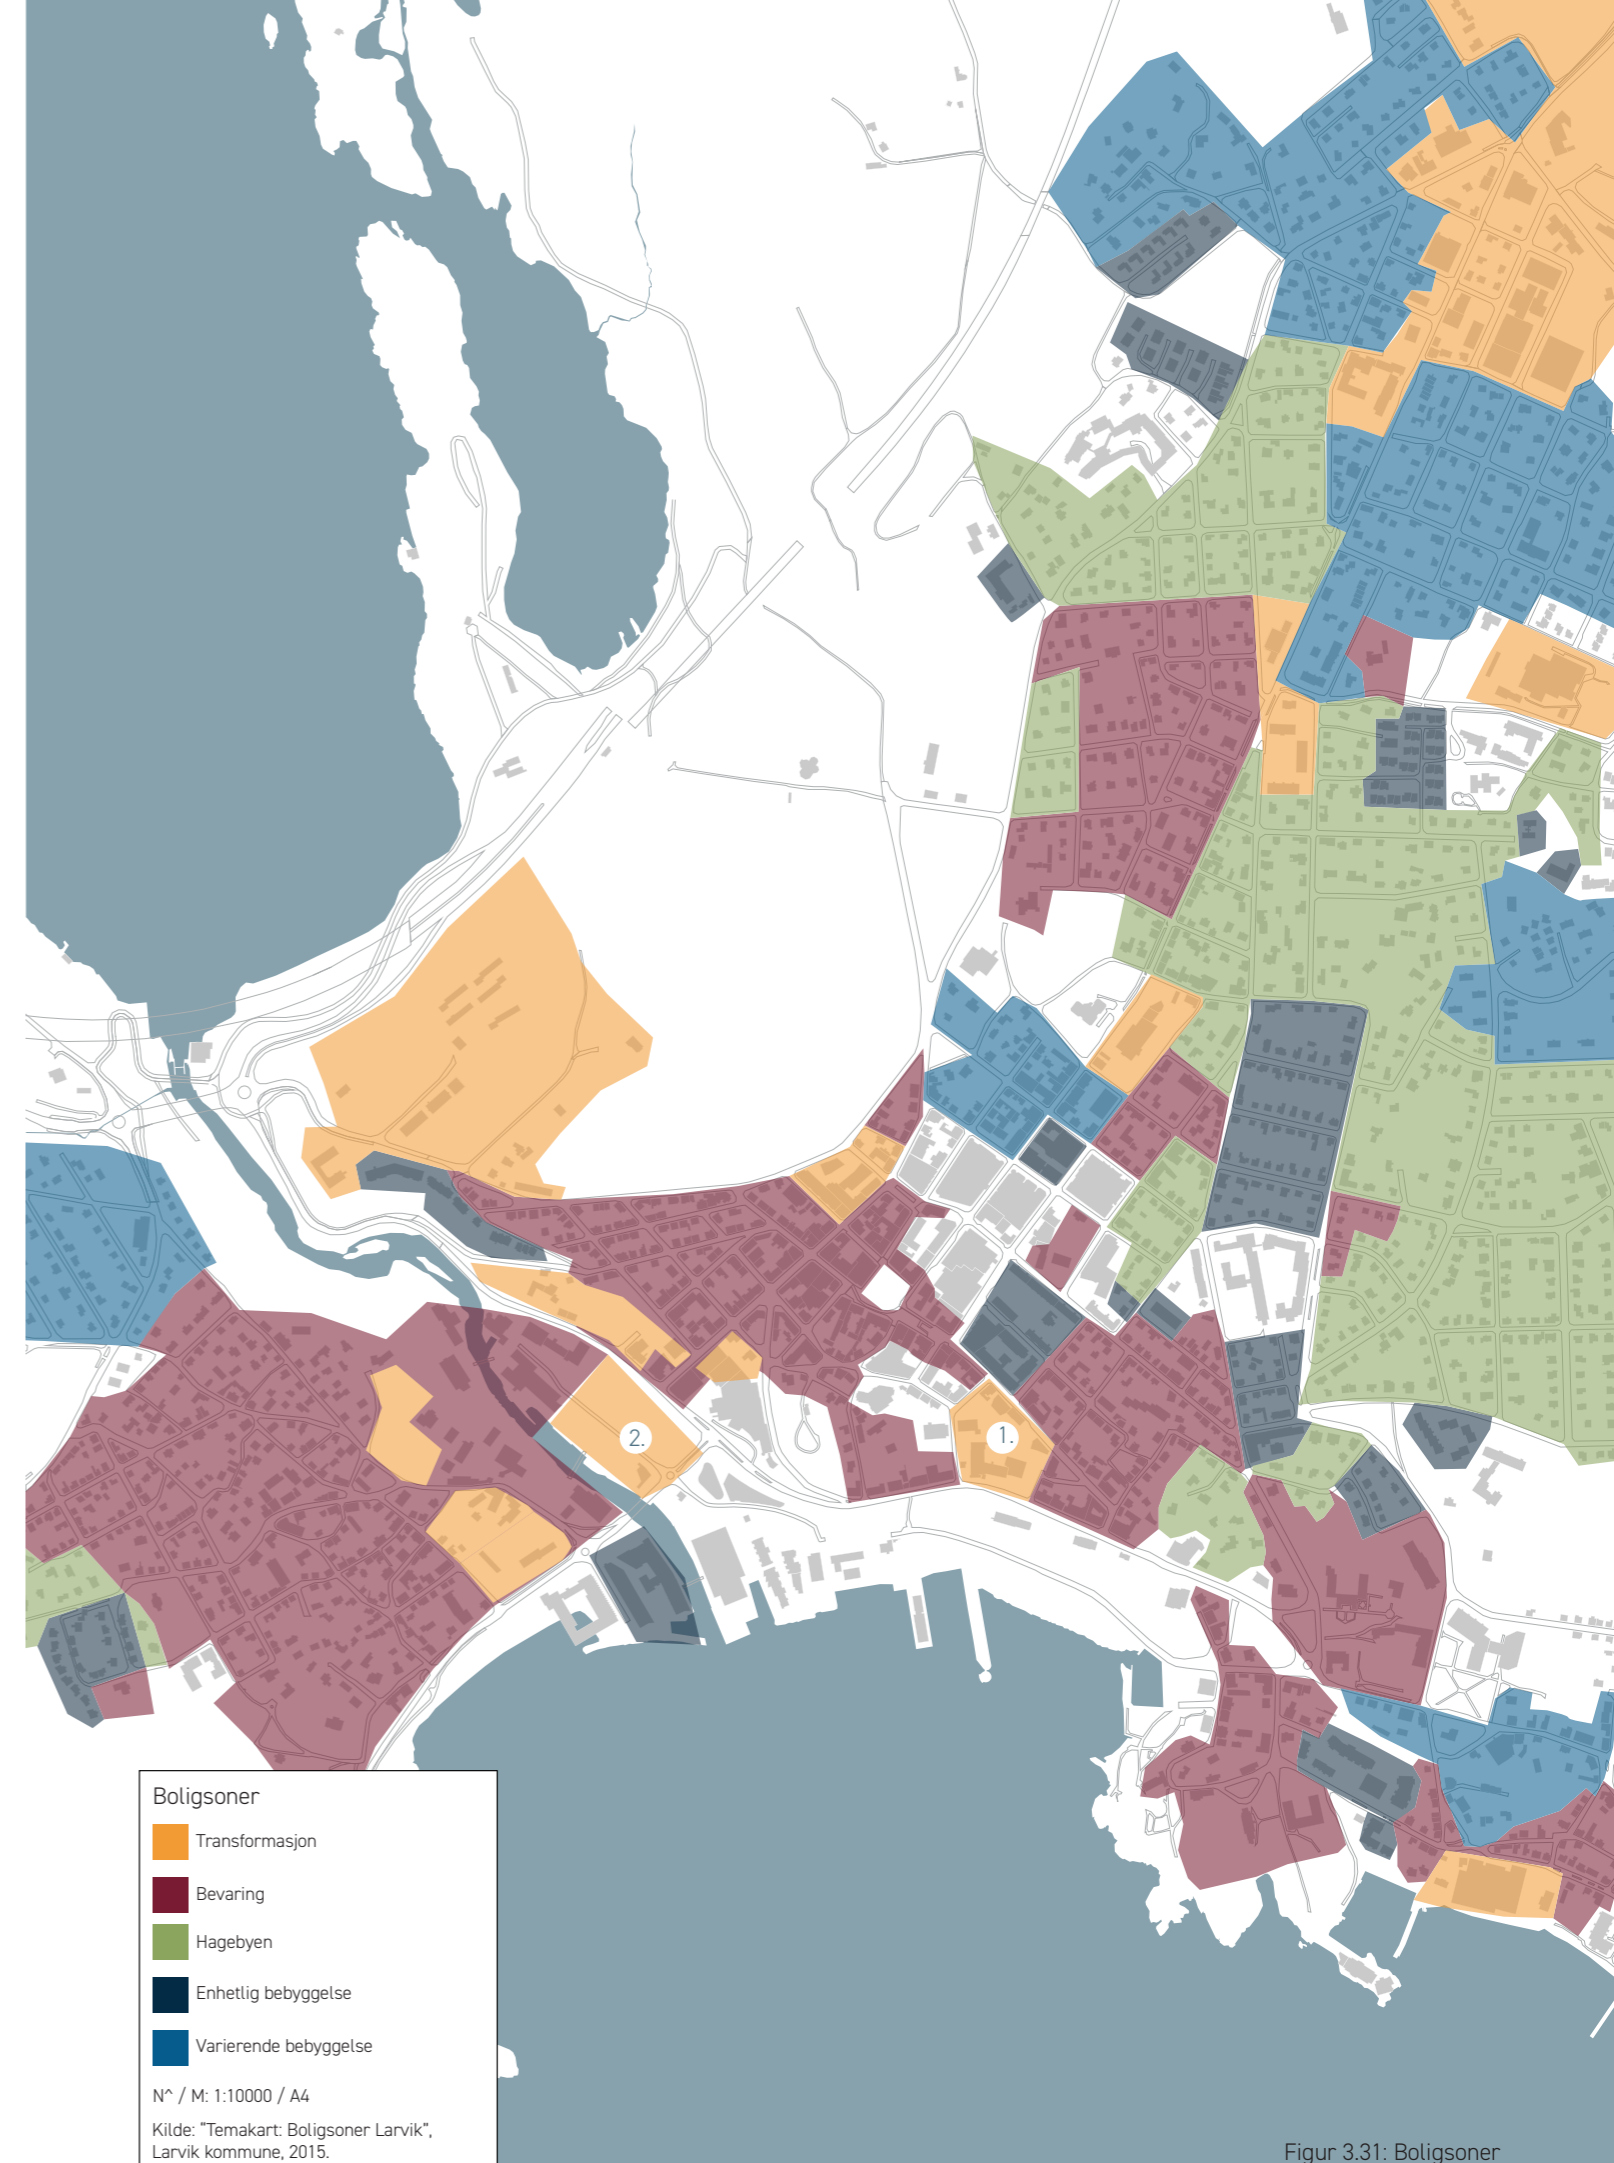 2.
1.
Boligsoner
Transformasjon
Bevaring
Hagebyen
Enhetlig bebyggelse
Varierende bebyggelse
N^ / M: 1:10000 / A4
Kilde: "Temakart: Boligsoner Larvik",
Larvik kommune, 2015.
Figur 3.31: Boligsoner